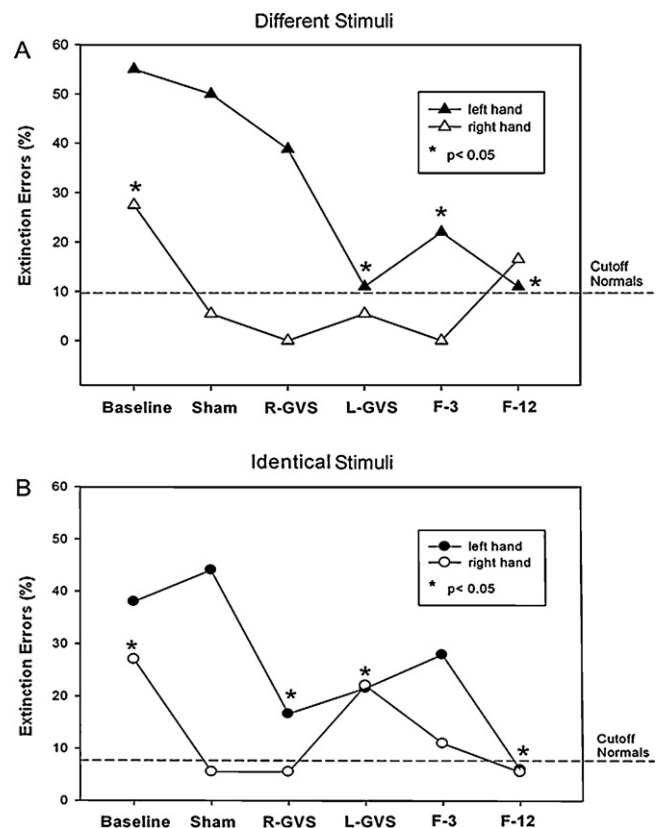 Different Stimuli
A
Extinction Errors (%)
60
50
40
30
20
10
0
left hand
right hand
* p< 0.05
*
*
*
*
Cutoff
Normals
Baseline Sham R-GVS L-GVS F-3 F-12
Identical Stimuli
B
Extinction Errors (%)
60
50
40
30
20
10
0
left hand
right hand
* p< 0.05
*
*
*
*
Cutoff
Normals
Baseline Sham R-GVS L-GVS F-3 F-12